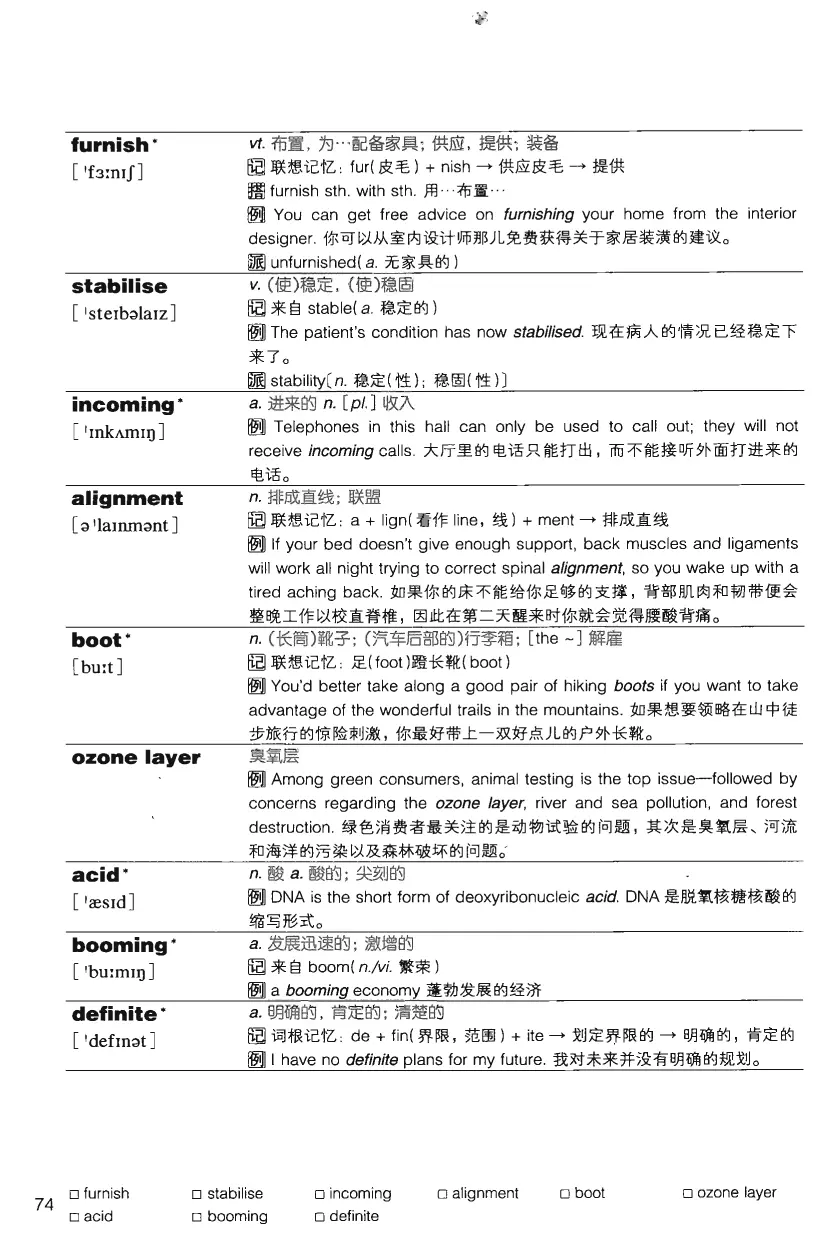 furnish*
vt. 布置，为…配备家具；供应，提供；装备
[ˈfɜːnɪʃ]
记 联想记忆：fur(皮毛) + nish → 供应皮毛 → 提供
搭 furnish sth. with sth. 用…布置…
例 You can get free advice on furnishing your home from the interior
designer. 你可以从室内设计师那儿免费获得关于家居装潢的建议。
派 unfurnished(a. 无家具的)
stabilise
v. (使)稳定，(使)稳固
[ˈsteɪbəlaɪz]
记 来自 stable(a. 稳定的)
例 The patient's condition has now stabilised. 现在病人的情况已经稳定下
来了。
派 stability〔n. 稳定(性)；稳固(性)〕
incoming*
a. 进来的 n. [pl.] 收入
[ˈɪnkʌmɪŋ]
例 Telephones in this hall can only be used to call out; they will not
receive incoming calls. 大厅里的电话只能打出，而不能接听外面打进来的
电话。
alignment
n. 排成直线；联盟
[əˈlaɪnmənt]
记 联想记忆：a + lign(看作 line，线) + ment → 排成直线
例 If your bed doesn't give enough support, back muscles and ligaments
will work all night trying to correct spinal alignment, so you wake up with a
tired aching back. 如果你的床不能给你足够的支撑，背部肌肉和韧带便会
整晚工作以校直脊椎，因此在第二天醒来时你就会觉得腰酸背痛。
boot*
n. (长筒)靴子；(汽车后部的)行李箱；[the ~] 解雇
[buːt]
记 联想记忆：足(foot)蹬长靴(boot)
例 You'd better take along a good pair of hiking boots if you want to take
advantage of the wonderful trails in the mountains. 如果想要领略在山中徒
步旅行的惊险刺激，你最好带上一双好点儿的户外长靴。
ozone layer
臭氧层
例 Among green consumers, animal testing is the top issue—followed by
concerns regarding the ozone layer, river and sea pollution, and forest
destruction. 绿色消费者最关注的是动物试验的问题，其次是臭氧层、河流
和海洋的污染以及森林破坏的问题。
acid*
n. 酸 a. 酸的；尖刻的
[ˈæsɪd]
例 DNA is the short form of deoxyribonucleic acid. DNA 是脱氧核糖核酸的
缩写形式。
booming*
a. 发展迅速的；激增的
[ˈbuːmɪŋ]
记 来自 boom(n./vi. 繁荣)
例 a booming economy 蓬勃发展的经济
definite*
a. 明确的，肯定的；清楚的
[ˈdefɪnət]
记 词根记忆：de + fin(界限，范围) + ite → 划定界限的 → 明确的，肯定的
例 I have no definite plans for my future. 我对未来并没有明确的规划。
74
□ furnish □ stabilise □ incoming □ alignment □ boot □ ozone layer
□ acid □ booming □ definite